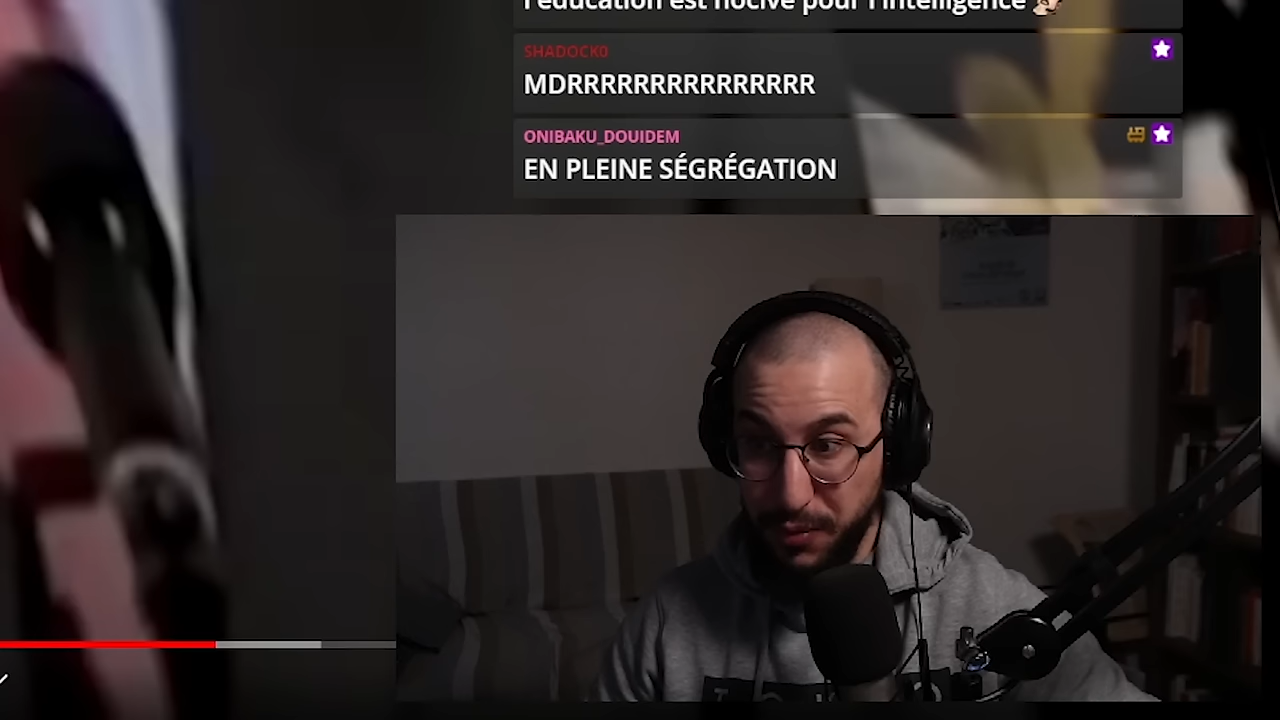 l'éducation est nocive pour l'intelligence
SHADOCK0
MDRRRRRRRRRRRRRRR
ONIBAKU_DOUIDEM
EN PLEINE SÉGRÉGATION